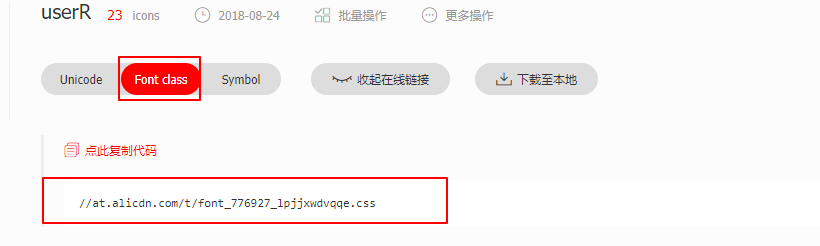 userR 23 icons 2018-08-24 批量操作 更多操作
Unicode Font class Symbol 收起在线链接 下载至本地
点此复制代码
//at.alicdn.com/t/font_776927_lpjjxwdvqqe.css